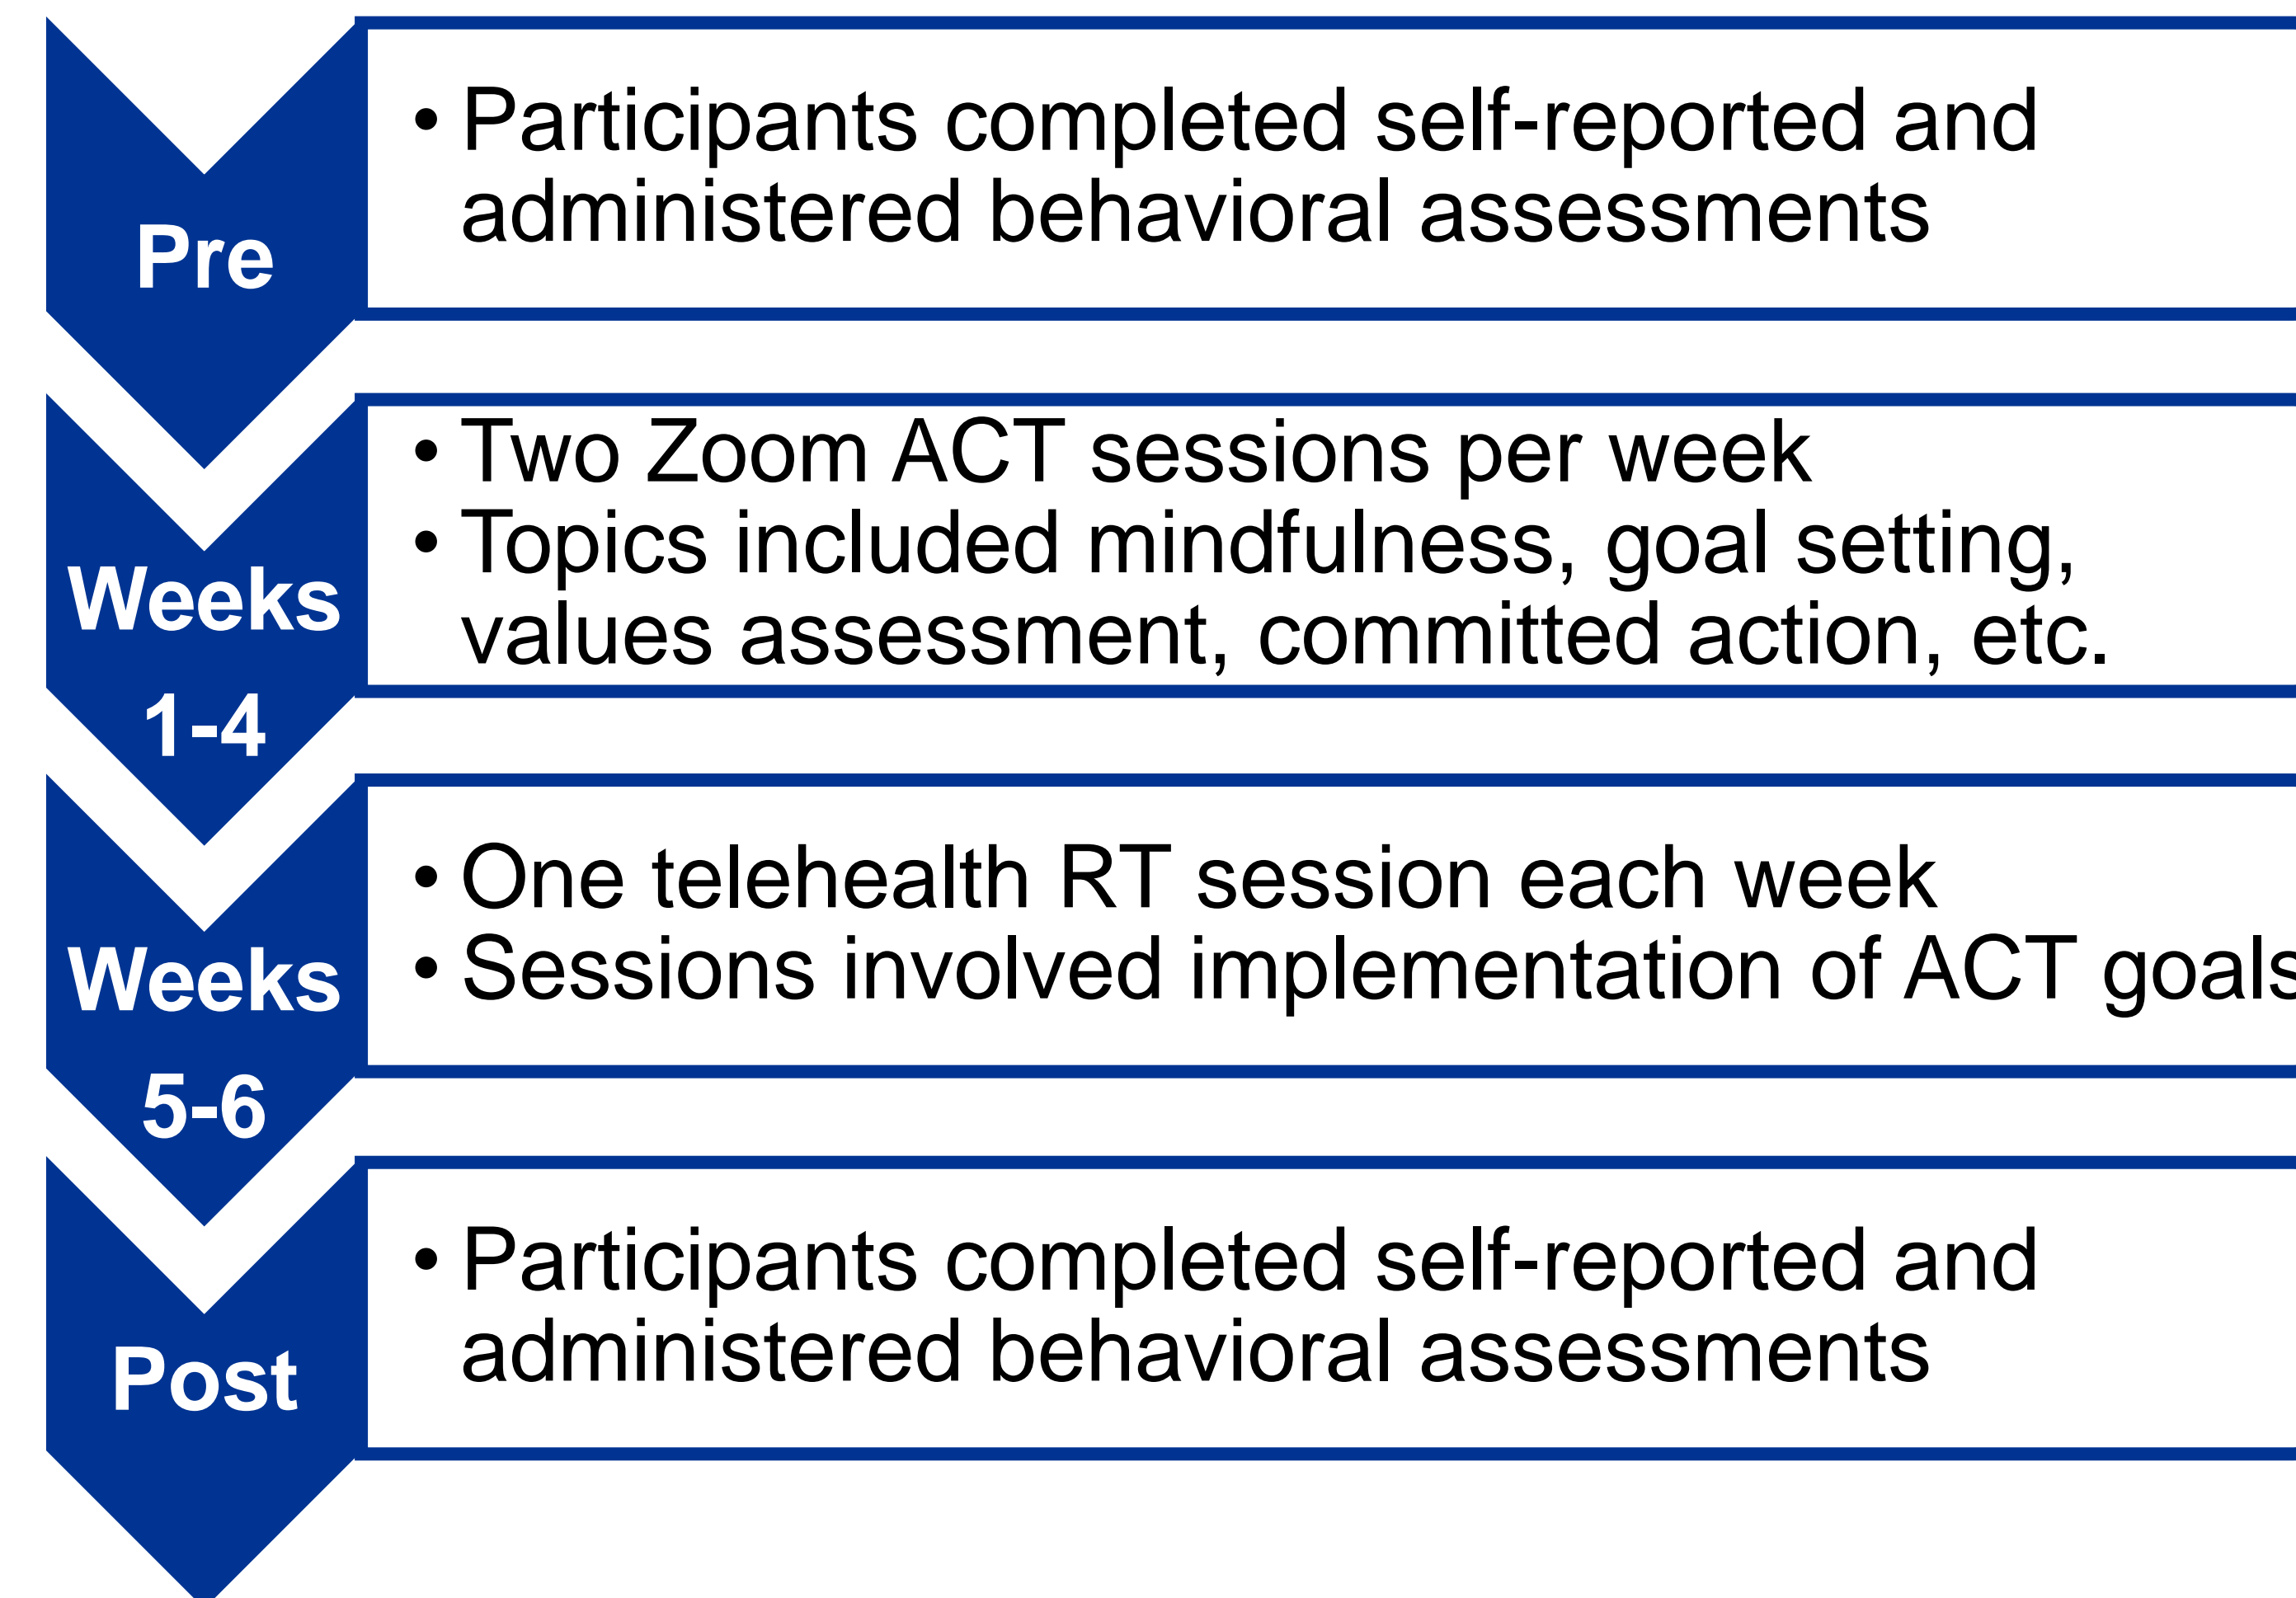 Pre
• Participants completed self-reported and
administered behavioral assessments
Weeks
1-4
• Two Zoom ACT sessions per week
• Topics included mindfulness, goal setting,
values assessment, committed action, etc.
Weeks
5-6
• One telehealth RT session each week
• Sessions involved implementation of ACT goals
Post
• Participants completed self-reported and
administered behavioral assessments